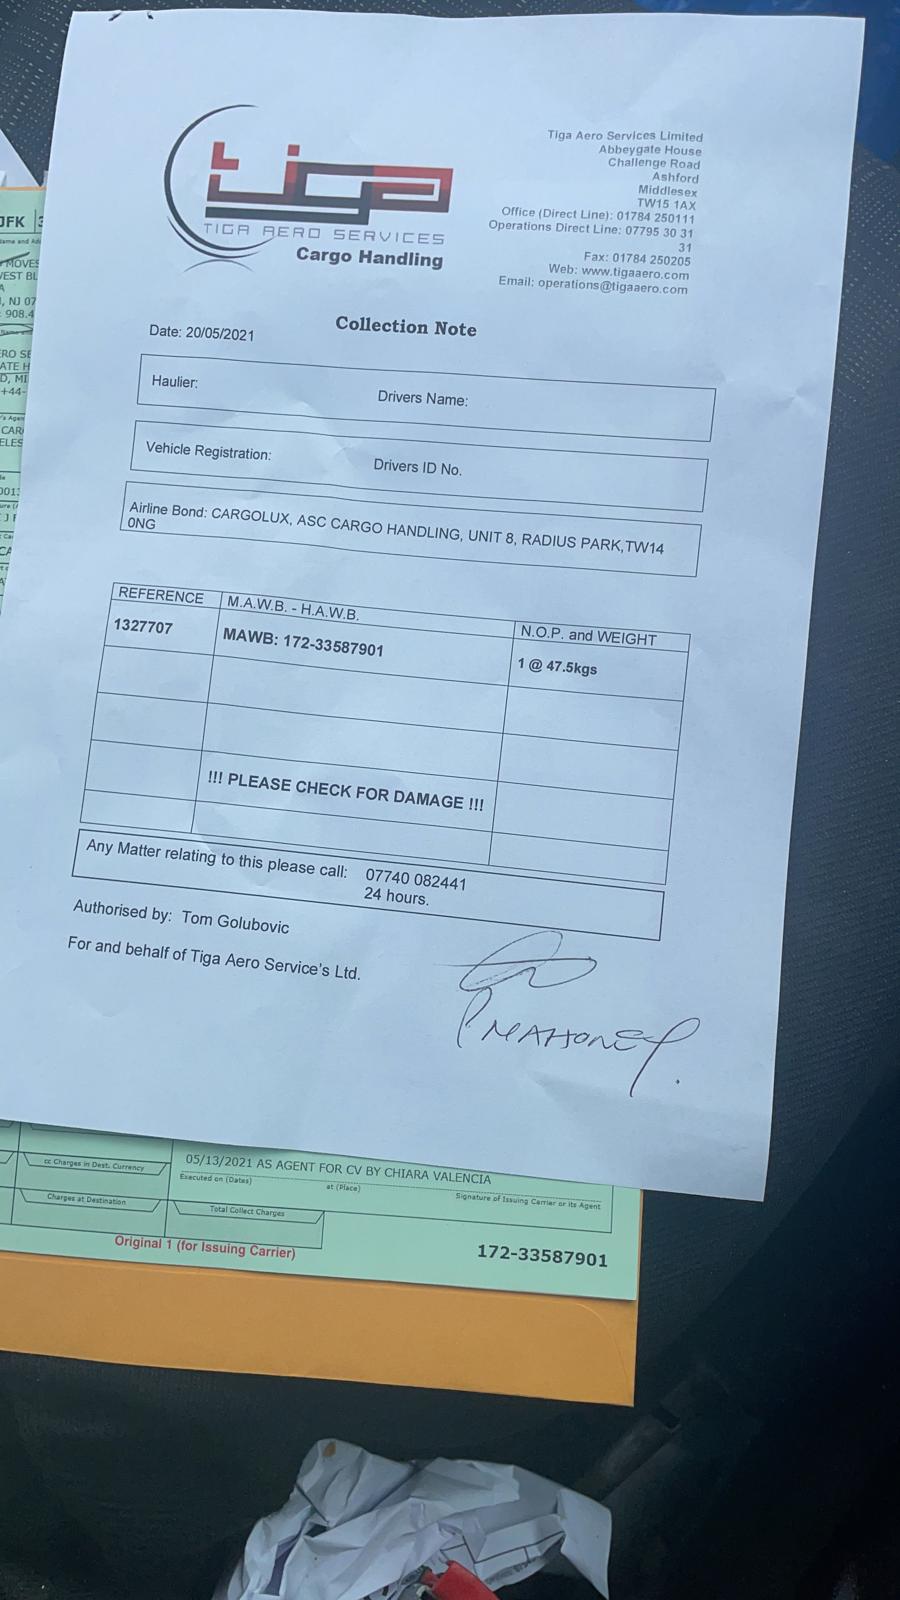 TIGA AERO SERVICES
Cargo Handling
Tiga Aero Services Limited
Abbeygate House
Challenge Road
Ashford
Middlesex
TW15 1AX
Office (Direct Line): 01784 250111
Operations Direct Line: 07795 30 31
31
Fax: 01784 250205
Web: www.tigaaero.com
Email: operations@tigaaero.com
Collection Note
Date: 20/05/2021
Haulier: Drivers Name:
Vehicle Registration: Drivers ID No.
Airline Bond: CARGOLUX, ASC CARGO HANDLING, UNIT 8, RADIUS PARK,TW14
0NG
REFERENCE M.A.W.B. - H.A.W.B. N.O.P. and WEIGHT
1327707 MAWB: 172-33587901 1 @ 47.5kgs
!!! PLEASE CHECK FOR DAMAGE !!!
Any Matter relating to this please call: 07740 082441
24 hours.
Authorised by: Tom Golubovic
For and behalf of Tiga Aero Service's Ltd.
MAHONEY.
JFK
MOVES
EST BL
, NJ 07
908.4
RO SE
ATE H
D, MI
+44-
CAR
ELES
001
05/13/2021 AS AGENT FOR CV BY CHIARA VALENCIA
cc Charges in Dest. Currency
Executed on (Dates) at (Place) Signature of Issuing Carrier or its Agent
Charges at Destination
Total Collect Charges
Original 1 (for Issuing Carrier)
172-33587901